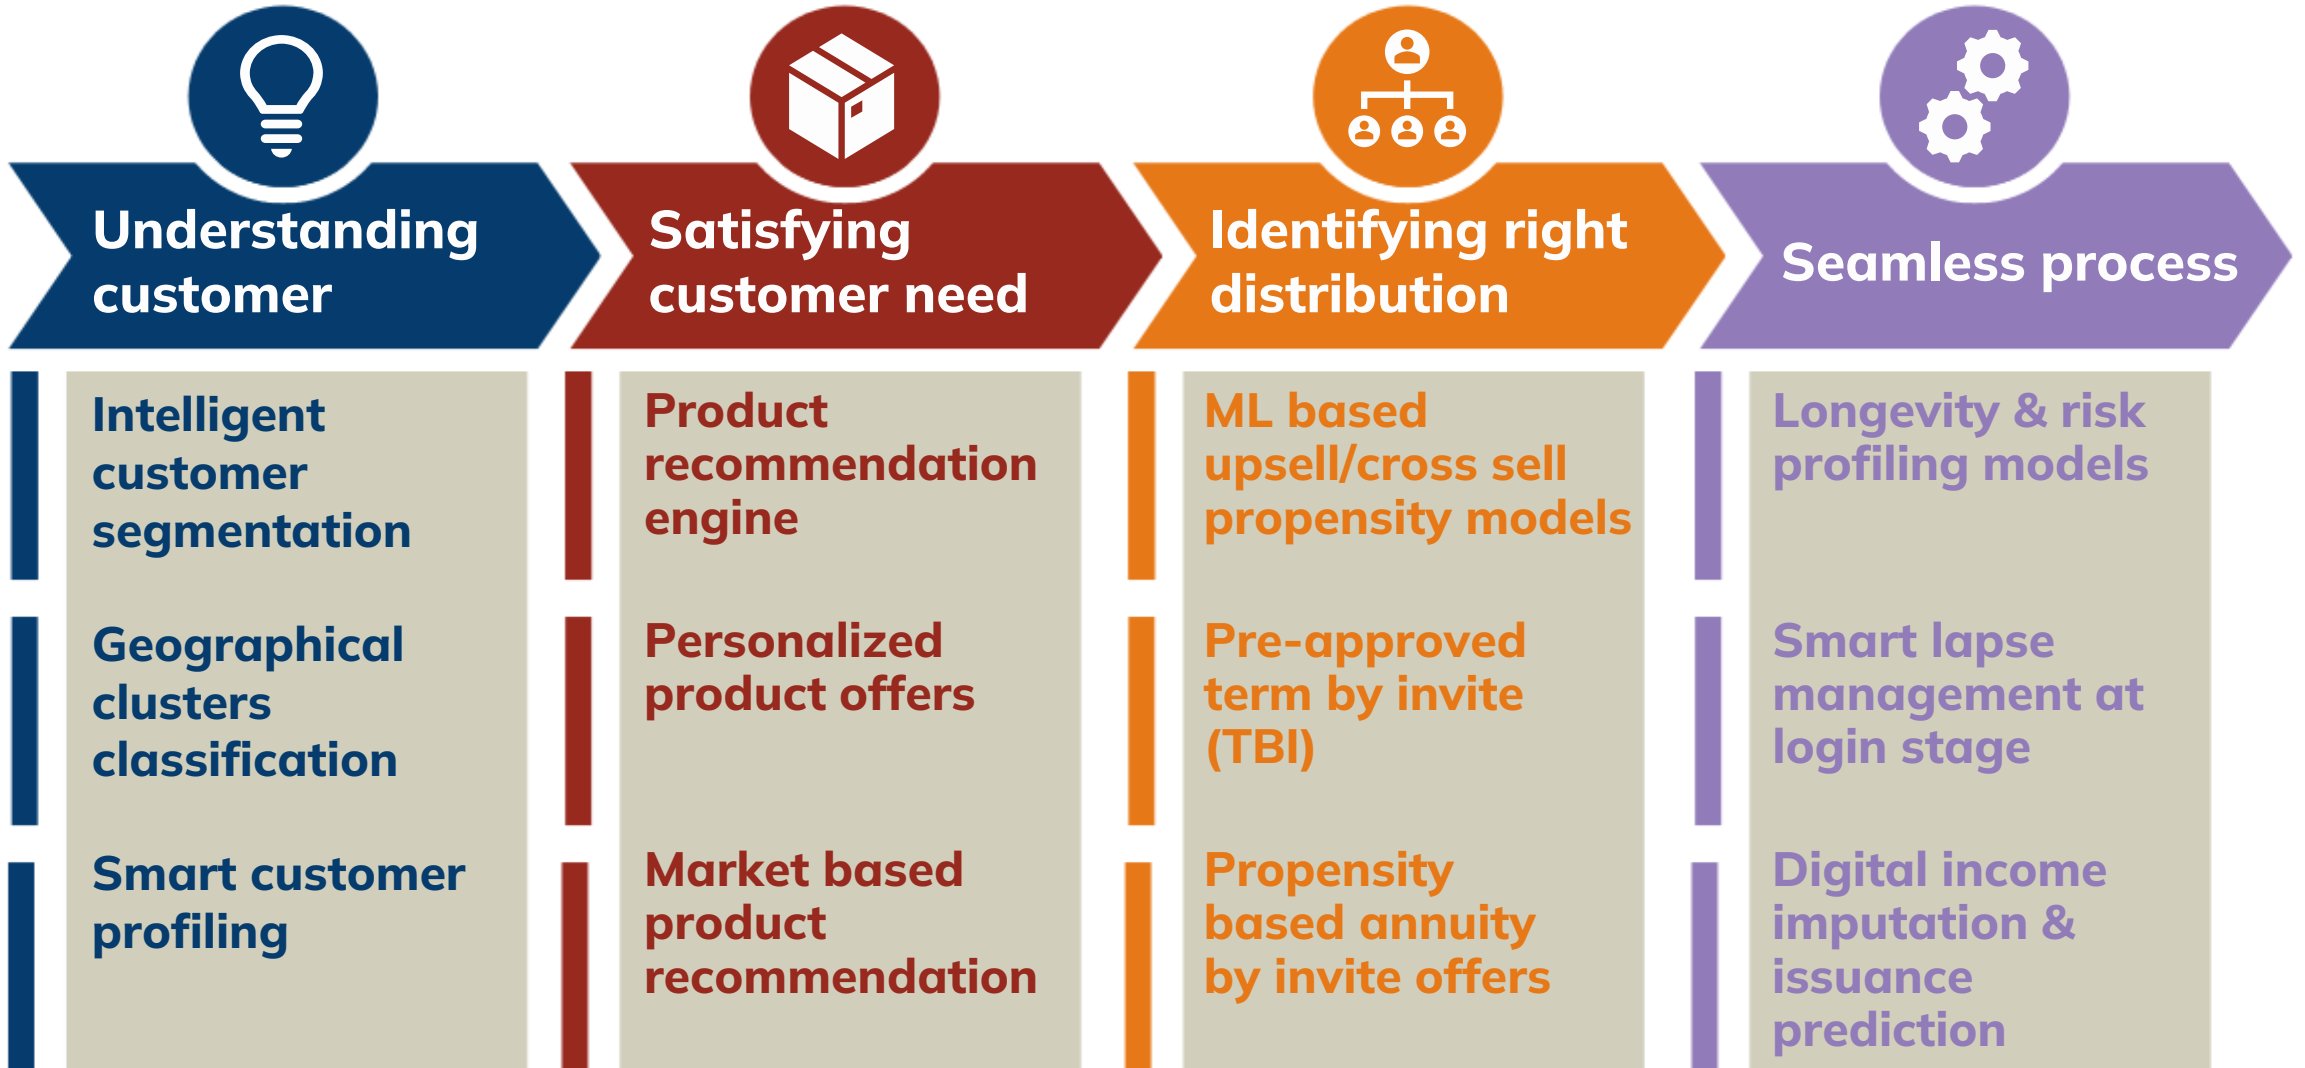 Understanding
customer
Satisfying
customer need
Identifying right
distribution
Seamless process
Intelligent
customer
segmentation
Geographical
clusters
classification
Smart customer
profiling
Product
recommendation
engine
Personalized
product offers
Market based
product
recommendation
ML based
upsell/cross sell
propensity models
Pre-approved
term by invite
(TBI)
Propensity
based annuity
by invite offers
Longevity & risk
profiling models
Smart lapse
management at
login stage
Digital income
imputation &
issuance
prediction